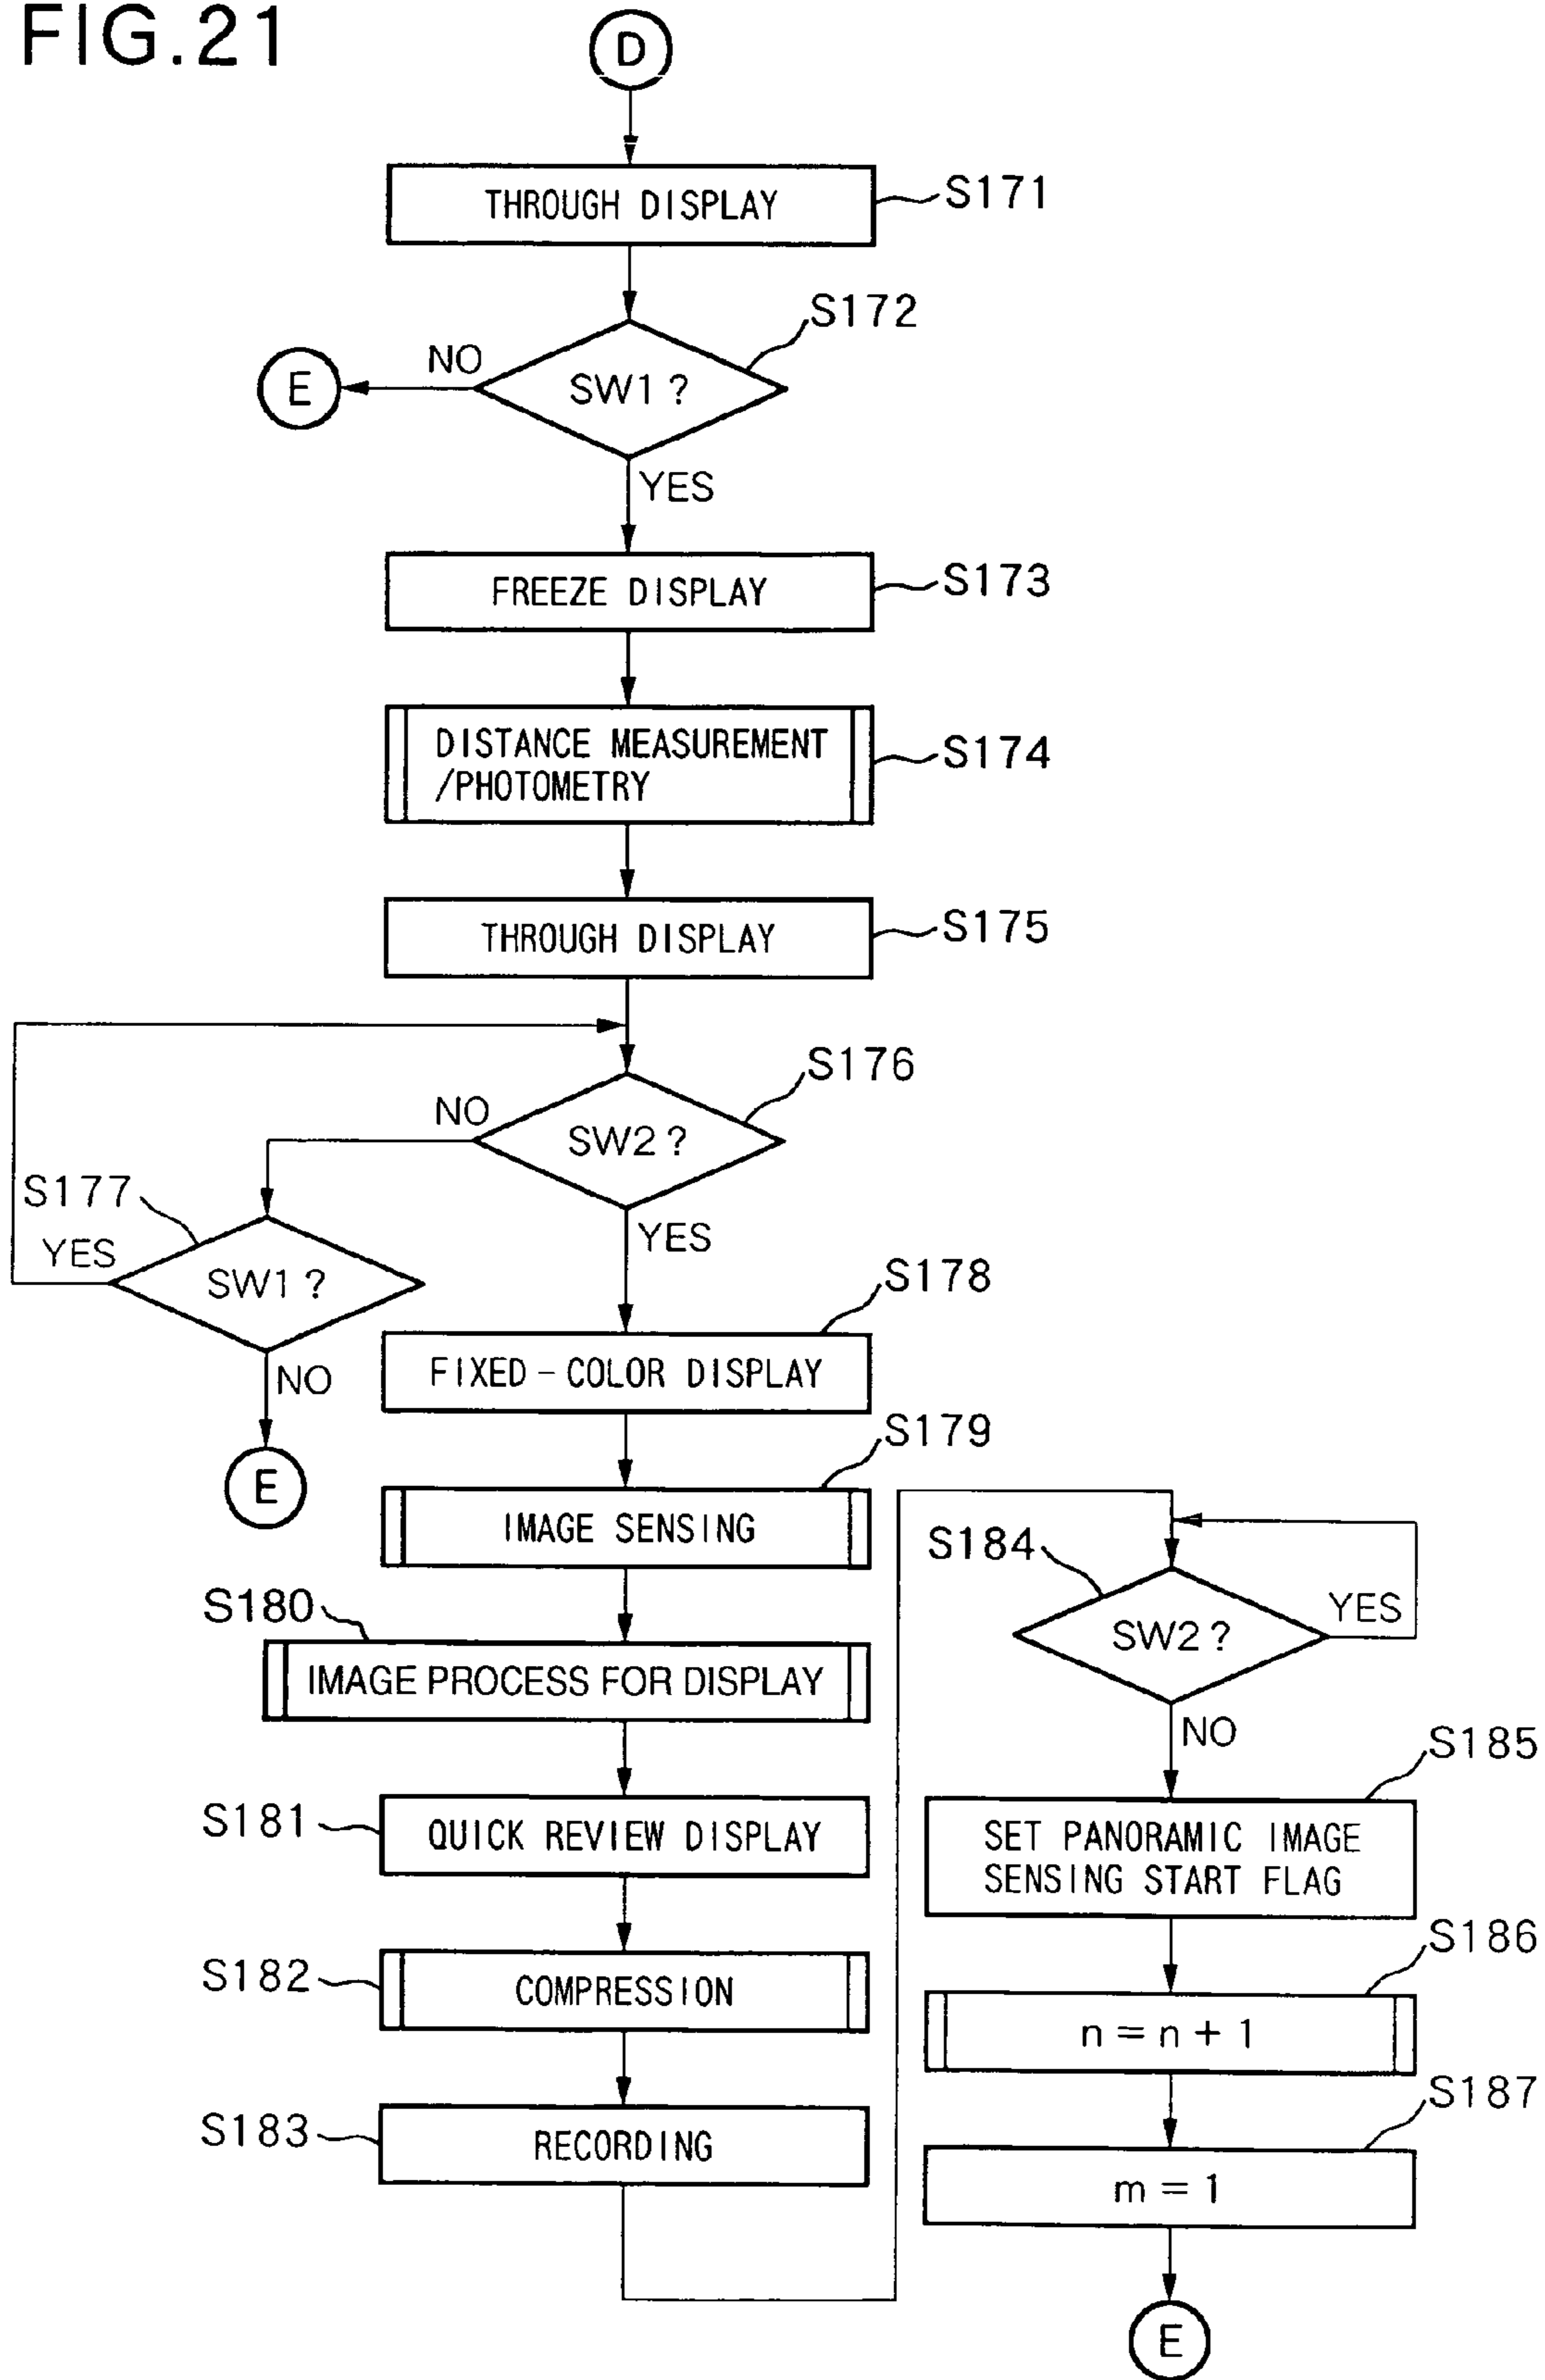 FIG.21
D
THROUGH DISPLAY
S171
S172
SW1?
NO
E
YES
FREEZE DISPLAY
S173
DISTANCE MEASUREMENT
/PHOTOMETRY
S174
THROUGH DISPLAY
S175
S176
SW2?
NO
S177
SW1?
YES
NO
E
YES
S178
FIXED-COLOR DISPLAY
S179
IMAGE SENSING
S180
IMAGE PROCESS FOR DISPLAY
S181
QUICK REVIEW DISPLAY
S182
COMPRESSION
S183
RECORDING
S184
SW2?
YES
NO
S185
SET PANORAMIC IMAGE
SENSING START FLAG
S186
n = n + 1
S187
m = 1
E